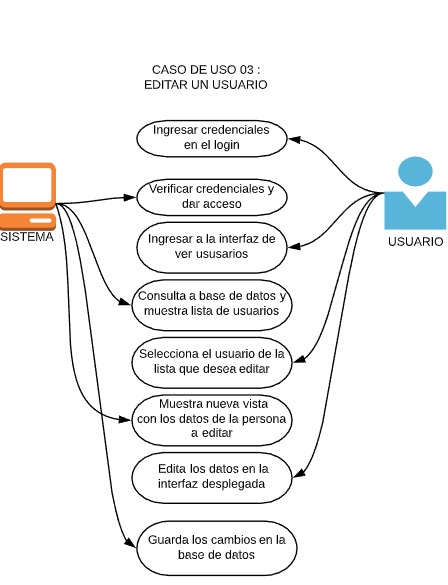 CASO DE USO 03 :
EDITAR UN USUARIO
Ingresar credenciales
en el login
Verificar credenciales y
dar acceso
SISTEMA
USUARIO
Ingresar a la interfaz de
ver ususarios
Consulta a base de datos y
muestra lista de usuarios
Selecciona el usuario de la
lista que desea editar
Muestra nueva vista
con los datos de la persona
a editar
Edita los datos en la
interfaz desplegada
Guarda los cambios en la
base de datos